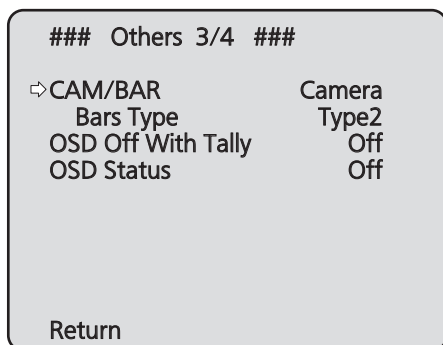 ### Others 3/4 ###
⇨CAM/BAR Camera
Bars Type Type2
OSD Off With Tally Off
OSD Status Off
Return